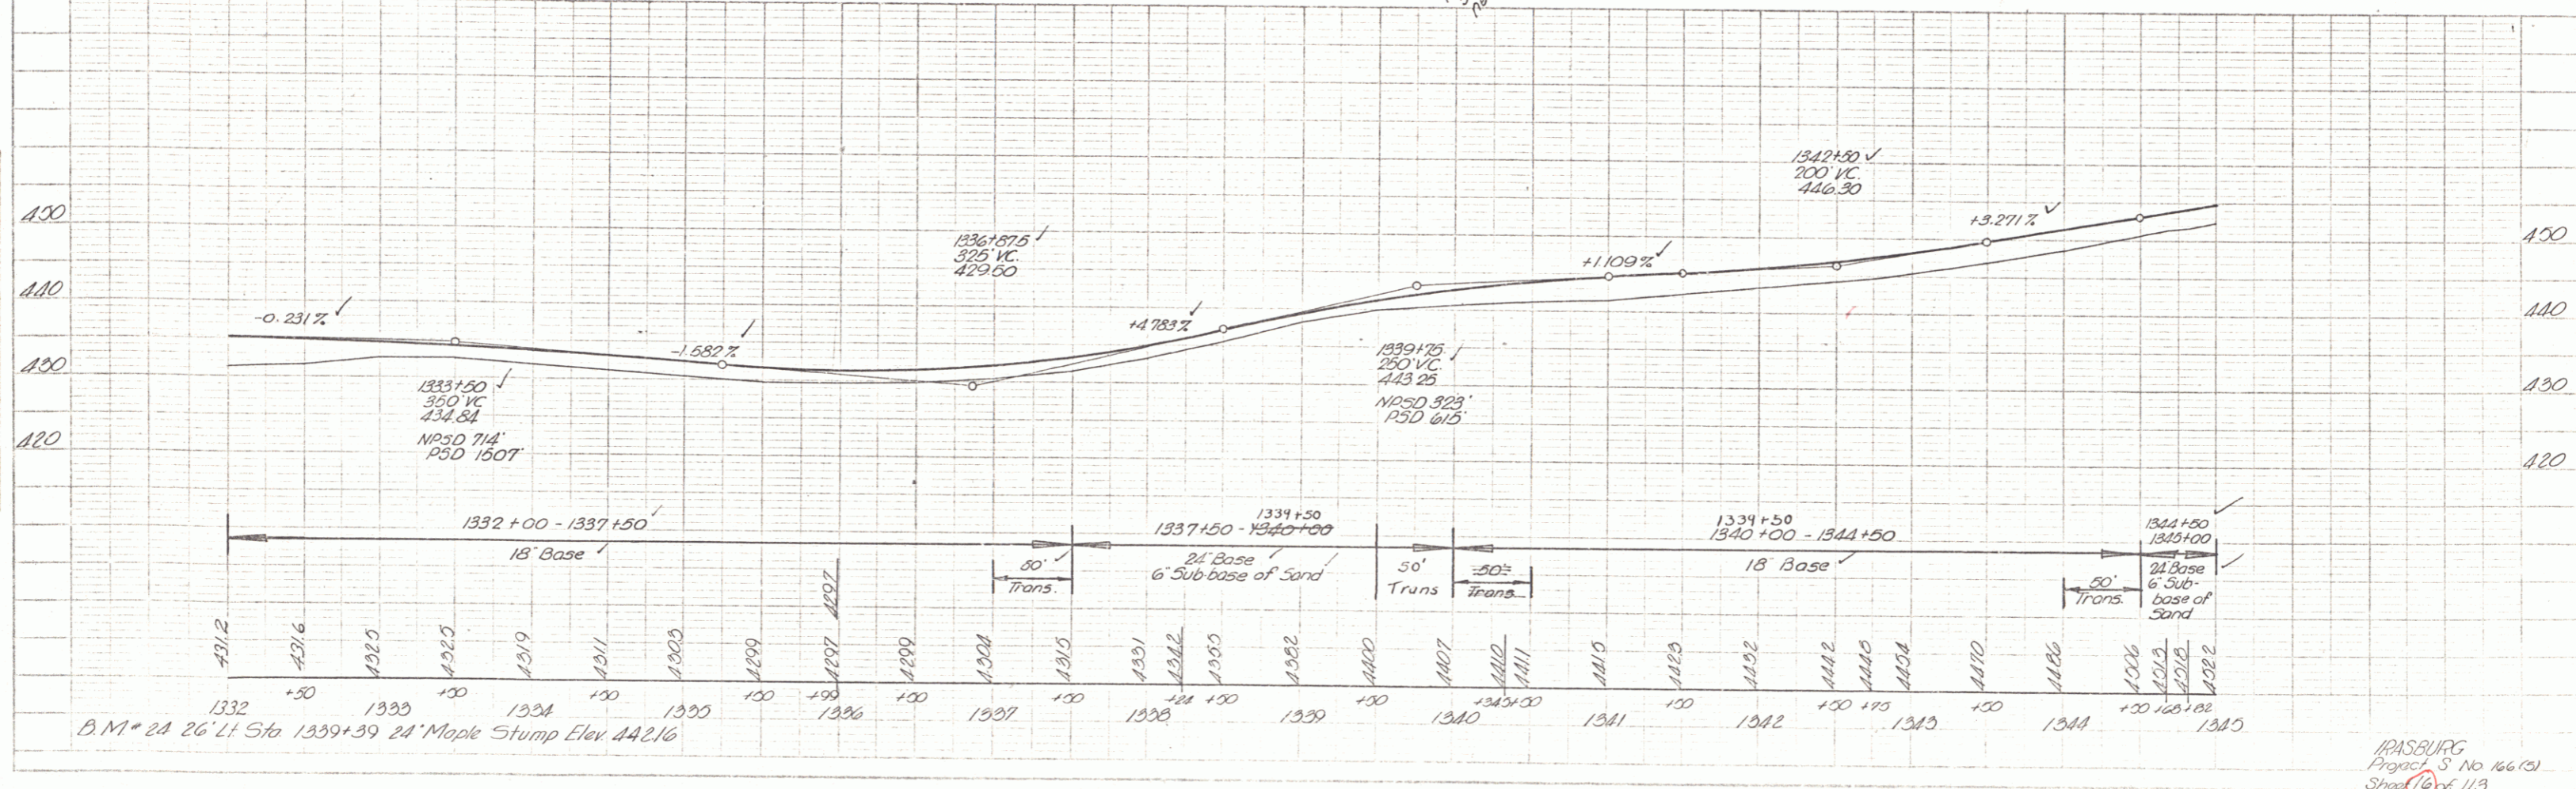 1342+50 ✓
200' V.C.
446.30
450
+3.271% ✓
1336+87.5 ✓
325' V.C.
429.50
450
+1.109% ✓
440
-0.231% ✓
+4.783% ✓
440
-1.582% ✓
1339+75 ✓
250' V.C.
443.25
NPSD 323'
PSD 615'
430
1333+50 ✓
350' VC
434.84
NPSD 714'
PSD 1507'
430
420
420
1332+00 - 1337+50 ✓
18" Base ✓
1339+50
1337+50 - 1340+00
24" Base ✓
6" Sub-base of Sand ✓
1339+50
1340+00 - 1344+50
18" Base ✓
1344+50 ✓
1345+00
24" Base ✓
6" Sub-
base of
Sand
50' ✓
Trans.
50'
Trans
50'
Trans.
50'
Trans.
4297
431.2 431.6 432.5 432.5 431.9 431.1 430.3 429.9 429.7 429.9 430.4 431.5 433.1 434.2 435.5 438.2 440.0 440.7 441.0 441.1 441.5 442.3 443.2 444.2 444.8 445.4 447.0 448.6 450.6 451.3 451.8 452.2
+50 +50 +50 +50 +99 +50 +50 +24 +50 +50 +34.5 +50 +50 +50 +75 +50 +50 +68 +82
1332 1333 1334 1335 1336 1337 1338 1339 1340 1341 1342 1343 1344 1345
B.M.# 24 26' Lt Sta. 1339+39 24" Maple Stump Elev. 442.16
IRASBURG
Project S No. 166(5)
Sheet 16 of 113